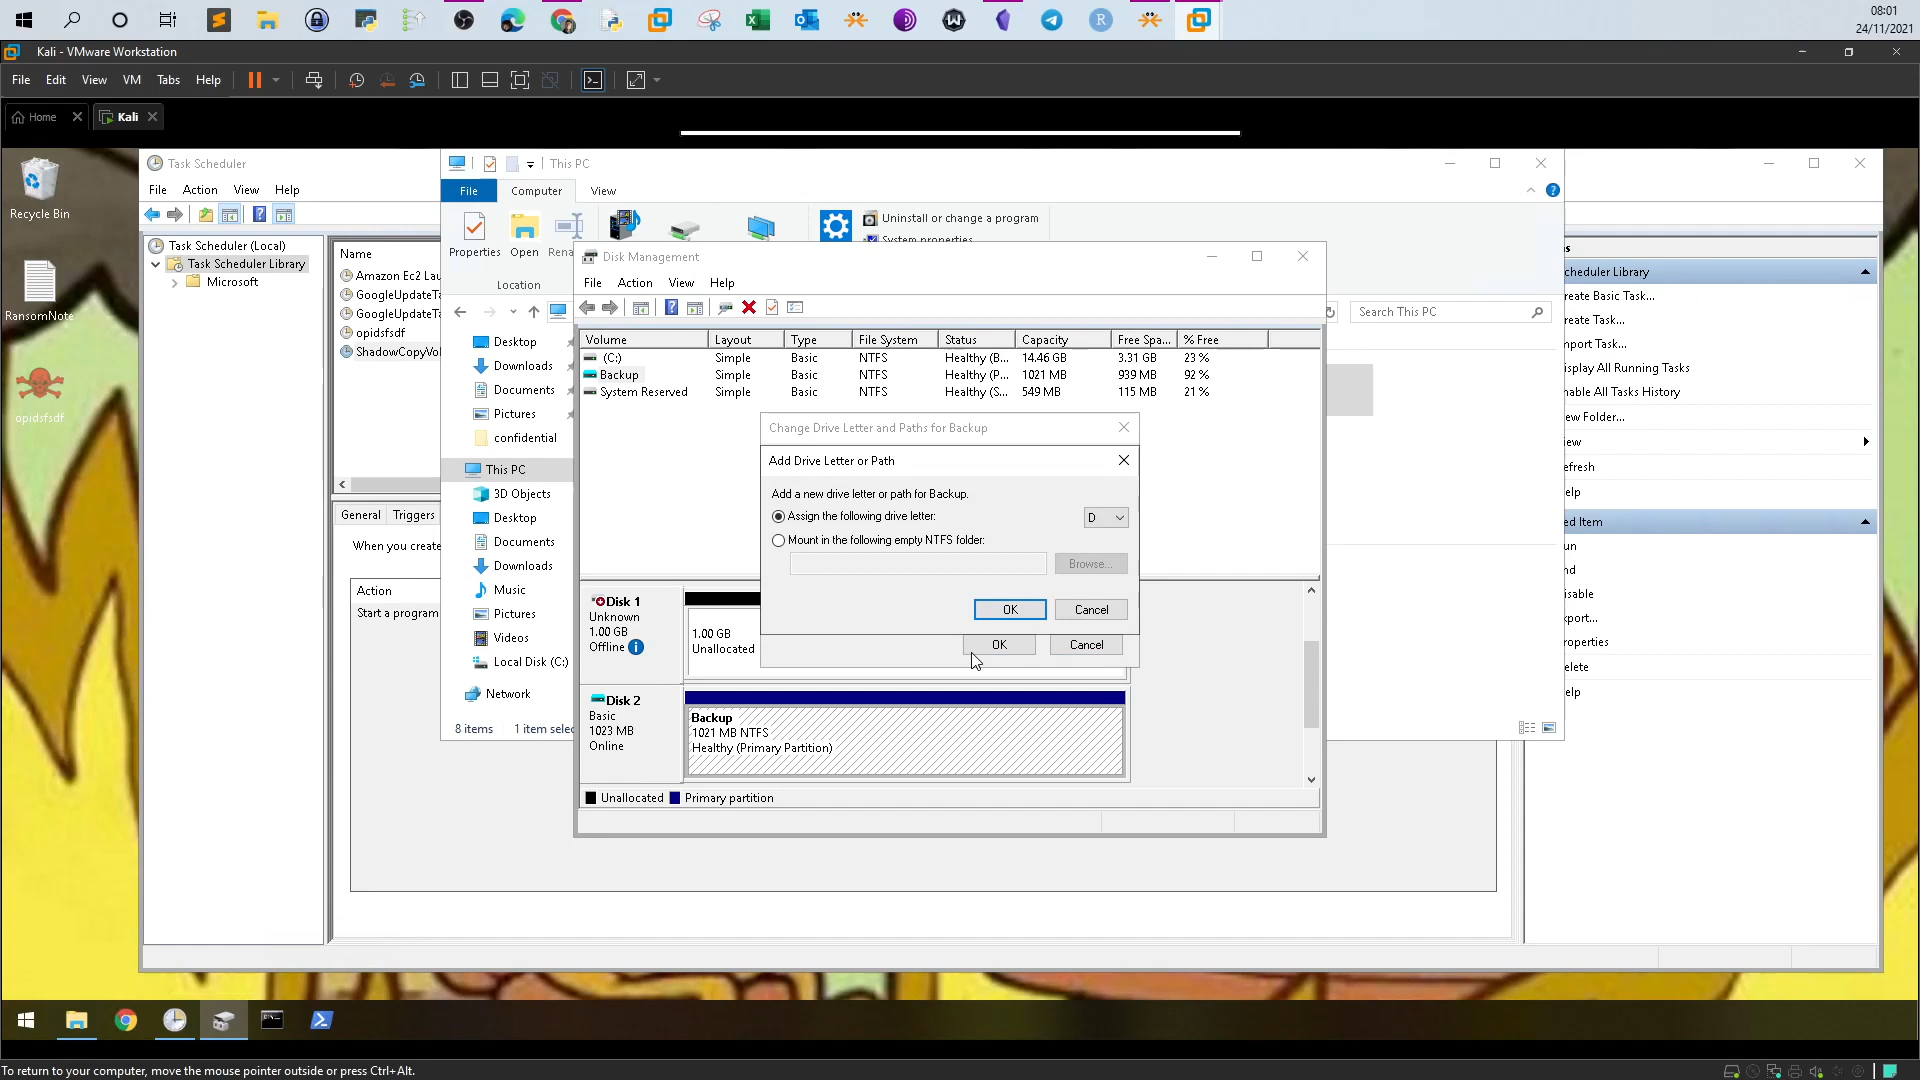 08:01
24/11/2021
Kali - VMware Workstation
File Edit View VM Tabs Help
Home Kali
Recycle Bin
RansomNote
opidsfsdf
Task Scheduler
File Action View Help
Task Scheduler (Local)
Task Scheduler Library
Microsoft
Name
Amazon Ec2 Lau
GoogleUpdateTa
GoogleUpdateTa
opidsfsdf
ShadowCopyVol
General Triggers
When you create
Action
Start a program
This PC
File Computer View
Properties Open Rena
Location
Uninstall or change a program
System properties
Search This PC
Desktop
Downloads
Documents
Pictures
confidential
This PC
3D Objects
Desktop
Documents
Downloads
Music
Pictures
Videos
Local Disk (C:)
Network
8 items 1 item selec
Disk Management
File Action View Help
Volume Layout Type File System Status Capacity Free Spa... % Free
(C:) Simple Basic NTFS Healthy (B... 14.46 GB 3.31 GB 23 %
Backup Simple Basic NTFS Healthy (P... 1021 MB 939 MB 92 %
System Reserved Simple Basic NTFS Healthy (S... 549 MB 115 MB 21 %
Change Drive Letter and Paths for Backup
Add Drive Letter or Path
Add a new drive letter or path for Backup.
Assign the following drive letter: D
Mount in the following empty NTFS folder:
Browse...
OK Cancel
OK Cancel
Disk 1
Unknown
1.00 GB
Offline
1.00 GB
Unallocated
Disk 2
Basic
1023 MB
Online
Backup
1021 MB NTFS
Healthy (Primary Partition)
Unallocated Primary partition
s
cheduler Library
reate Basic Task...
reate Task...
mport Task...
isplay All Running Tasks
nable All Tasks History
ew Folder...
iew
efresh
elp
ed Item
un
nd
isable
xport...
roperties
elete
elp
To return to your computer, move the mouse pointer outside or press Ctrl+Alt.